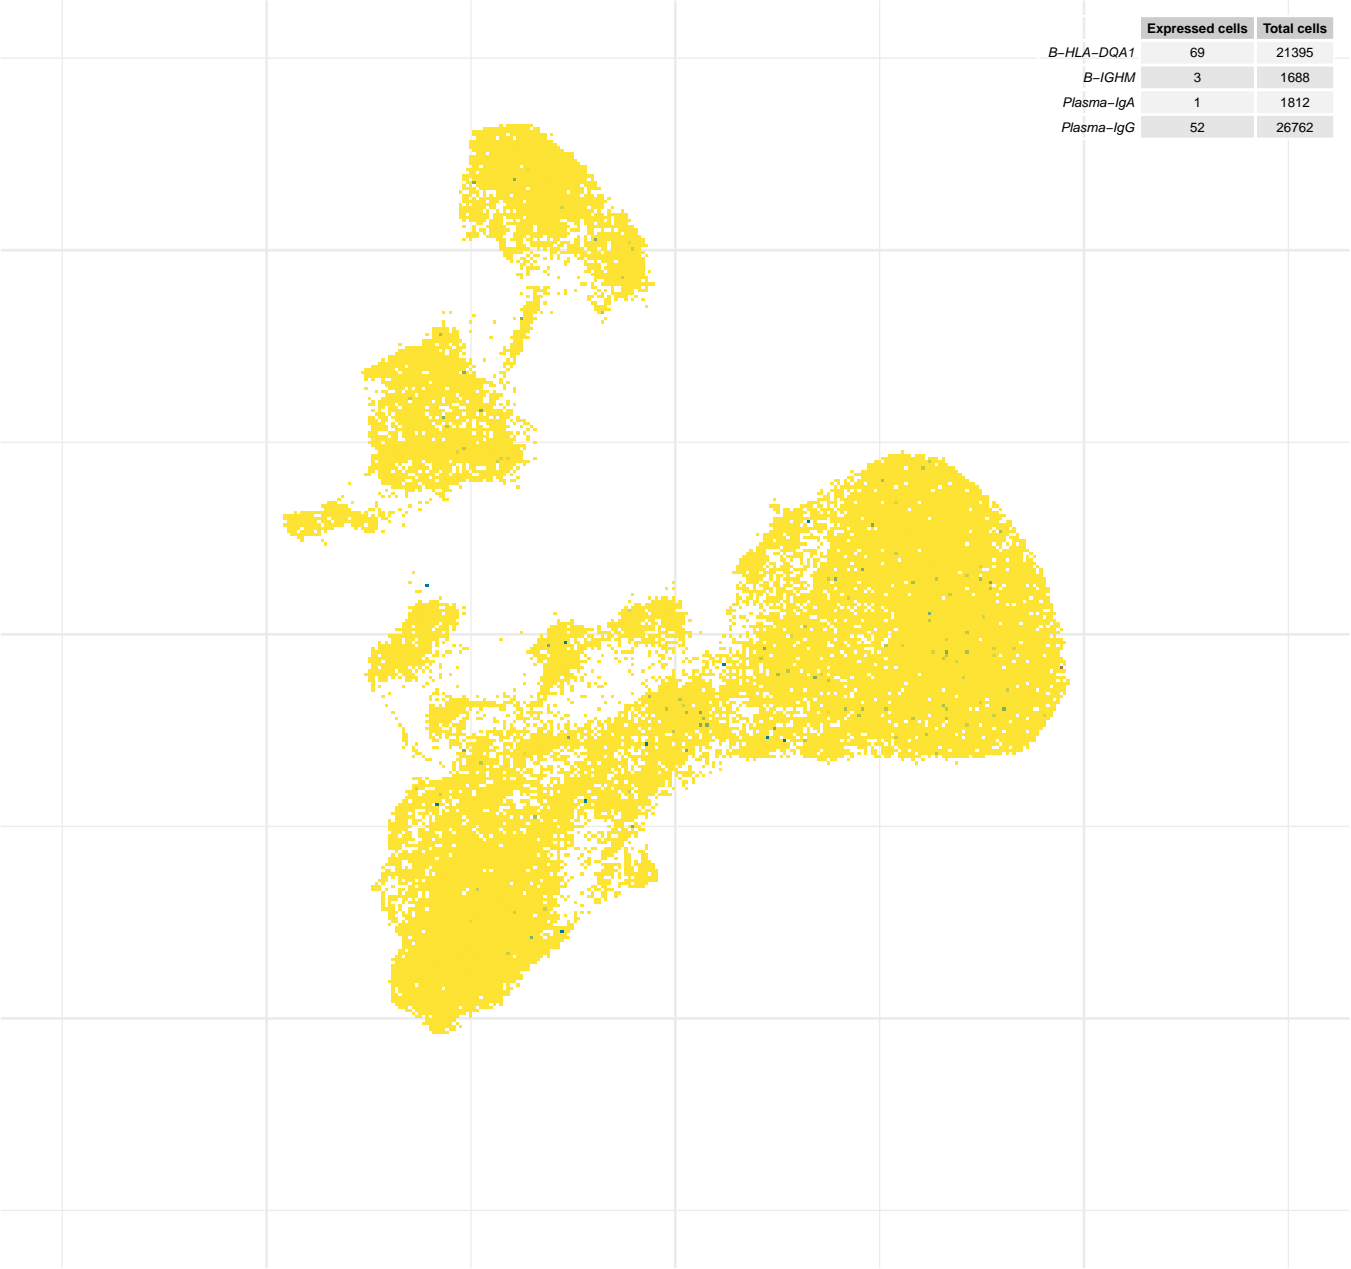 Expressed cells Total cells
B−HLA−DQA1 69 21395
B−IGHM 3 1688
Plasma−IgA 1 1812
Plasma−IgG 52 26762